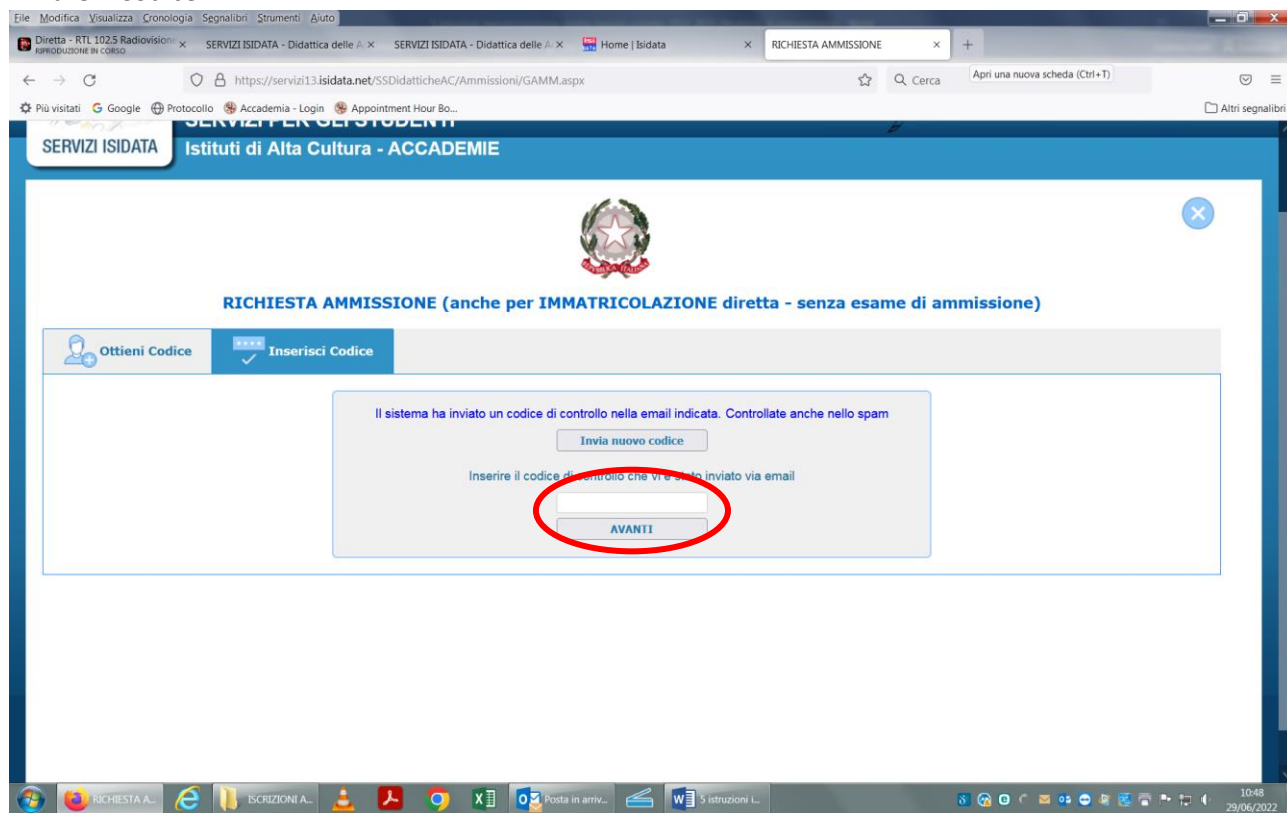 File Modifica Visualizza Cronologia Segnalibri Strumenti Aiuto
Diretta - RTL 102.5 Radiovision
RIPRODUZIONE IN CORSO
SERVIZI ISIDATA - Didattica delle A
SERVIZI ISIDATA - Didattica delle A
Home | Isidata
RICHIESTA AMMISSIONE
https://servizi13.isidata.net/SSDidatticheAC/Ammissioni/GAMM.aspx
Cerca
Apri una nuova scheda (Ctrl+T)
Più visitati Google Protocollo Accademia - Login Appointment Hour Bo...
Altri segnalibri
SERVIZI PER GLI STUDENTI
SERVIZI ISIDATA
Istituti di Alta Cultura - ACCADEMIE
REPVBBLICA ITALIANA
RICHIESTA AMMISSIONE (anche per IMMATRICOLAZIONE diretta - senza esame di ammissione)
Ottieni Codice
Inserisci Codice
Il sistema ha inviato un codice di controllo nella email indicata. Controllate anche nello spam
Invia nuovo codice
Inserire il codice di controllo che vi è stato inviato via email
AVANTI
RICHIESTA A...
ISCRIZIONI A...
Posta in arriv...
5 istruzioni i...
10:48
29/06/2022